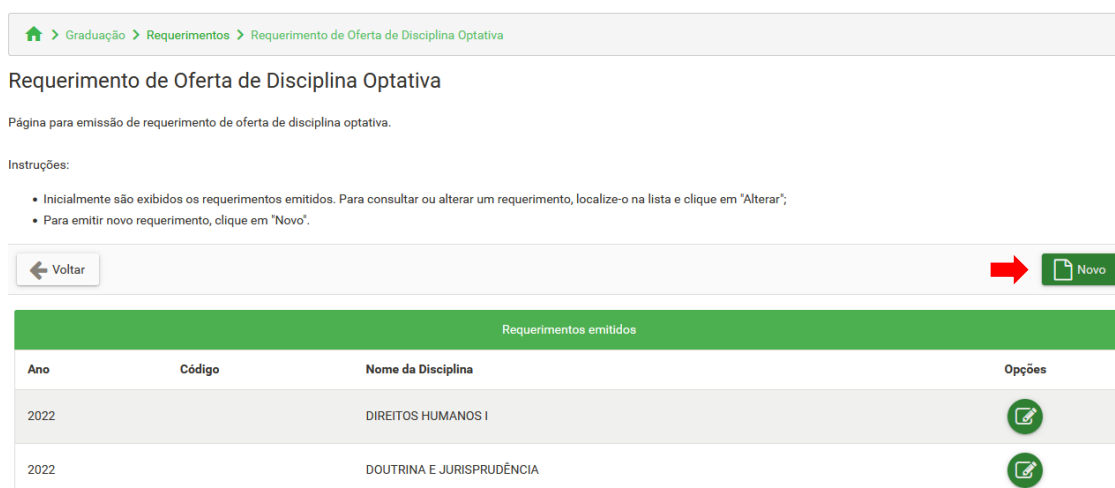 Graduação > Requerimentos > Requerimento de Oferta de Disciplina Optativa
Requerimento de Oferta de Disciplina Optativa
Página para emissão de requerimento de oferta de disciplina optativa.
Instruções:
• Inicialmente são exibidos os requerimentos emitidos. Para consultar ou alterar um requerimento, localize-o na lista e clique em "Alterar";
• Para emitir novo requerimento, clique em "Novo".
Voltar Novo
Requerimentos emitidos
Ano Código Nome da Disciplina Opções
2022 DIREITOS HUMANOS I
2022 DOUTRINA E JURISPRUDÊNCIA